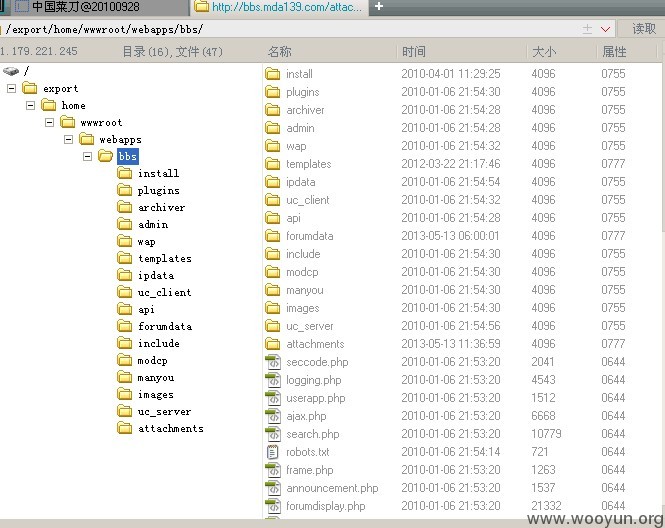 中国菜刀@20100928 http://bbs.mda139.com/attac...
/export/home/wwwroot/webapps/bbs/ 读取
1.179.221.245 目录(16),文件(47) 名称 时间 大小 属性
/
export
home
wwwroot
webapps
bbs
install
plugins
archiver
admin
wap
templates
ipdata
uc_client
api
forumdata
include
modcp
manyou
images
uc_server
attachments
install 2010-04-01 11:29:25 4096 0755
plugins 2010-01-06 21:54:30 4096 0755
archiver 2010-01-06 21:54:28 4096 0755
admin 2010-01-06 21:54:28 4096 0755
wap 2010-01-06 21:54:32 4096 0755
templates 2012-03-22 21:17:46 4096 0777
ipdata 2010-01-06 21:54:54 4096 0755
uc_client 2010-01-06 21:54:32 4096 0755
api 2010-01-06 21:54:28 4096 0755
forumdata 2013-05-13 06:00:01 4096 0777
include 2010-01-06 21:54:30 4096 0755
modcp 2010-01-06 21:54:30 4096 0755
manyou 2010-01-06 21:54:30 4096 0755
images 2010-01-06 21:54:30 4096 0755
uc_server 2010-01-06 21:54:56 4096 0755
attachments 2013-05-13 11:36:59 4096 0777
seccode.php 2010-01-06 21:53:20 2041 0644
logging.php 2010-01-06 21:53:20 4543 0644
userapp.php 2010-01-06 21:53:20 1512 0644
ajax.php 2010-01-06 21:53:20 6668 0644
search.php 2010-01-06 21:53:20 10779 0644
robots.txt 2010-01-06 21:54:14 721 0644
frame.php 2010-01-06 21:53:20 1263 0644
announcement.php 2010-01-06 21:53:20 1537 0644
forumdisplay.php 2010-01-06 21:53:20 21332 0644
www.wooyun.org